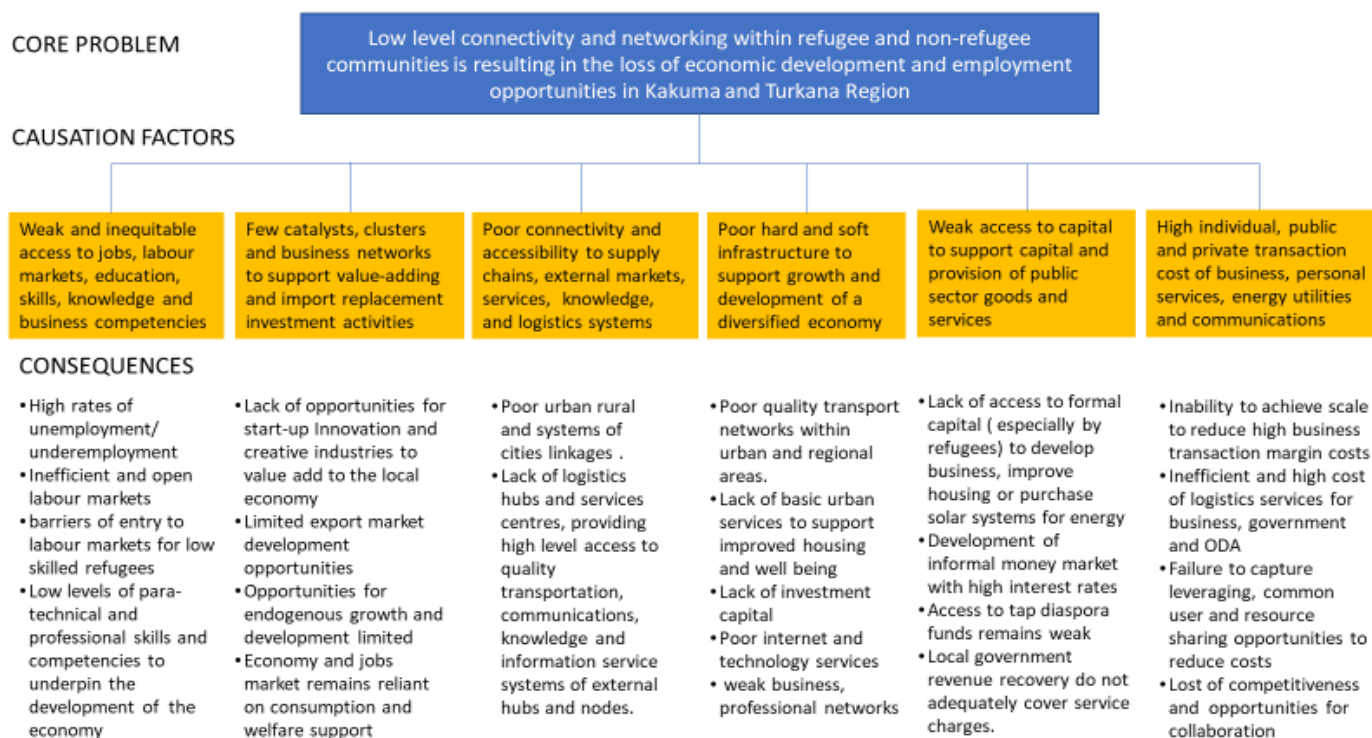 CORE PROBLEM
Low level connectivity and networking within refugee and non-refugee
communities is resulting in the loss of economic development and employment
opportunities in Kakuma and Turkana Region
CAUSATION FACTORS
Weak and inequitable
access to jobs, labour
markets, education,
skills, knowledge and
business competencies
Few catalysts, clusters
and business networks
to support value-adding
and import replacement
investment activities
Poor connectivity and
accessibility to supply
chains, external markets,
services, knowledge,
and logistics systems
Poor hard and soft
infrastructure to
support growth and
development of a
diversified economy
Weak access to capital
to support capital and
provision of public
sector goods and
services
High individual, public
and private transaction
cost of business, personal
services, energy utilities
and communications
CONSEQUENCES
• High rates of
unemployment/
underemployment
• Inefficient and open
labour markets
• barriers of entry to
labour markets for low
skilled refugees
• Low levels of para-
technical and
professional skills and
competencies to
underpin the
development of the
economy
• Lack of opportunities for
start-up Innovation and
creative industries to
value add to the local
economy
• Limited export market
development
opportunities
• Opportunities for
endogenous growth and
development limited
• Economy and jobs
market remains reliant
on consumption and
welfare support
• Poor urban rural
and systems of
cities linkages .
• Lack of logistics
hubs and services
centres, providing
high level access to
quality
transportation,
communications,
knowledge and
information service
systems of external
hubs and nodes.
• Poor quality transport
networks within
urban and regional
areas.
• Lack of basic urban
services to support
improved housing
and well being
• Lack of investment
capital
• Poor internet and
technology services
• weak business,
professional networks
• Lack of access to formal
capital ( especially by
refugees) to develop
business, improve
housing or purchase
solar systems for energy
• Development of
informal money market
with high interest rates
• Access to tap diaspora
funds remains weak
• Local government
revenue recovery do not
adequately cover service
charges.
• Inability to achieve scale
to reduce high business
transaction margin costs
• Inefficient and high cost
of logistics services for
business, government
and ODA
• Failure to capture
leveraging, common
user and resource
sharing opportunities to
reduce costs
• Lost of competitiveness
and opportunities for
collaboration